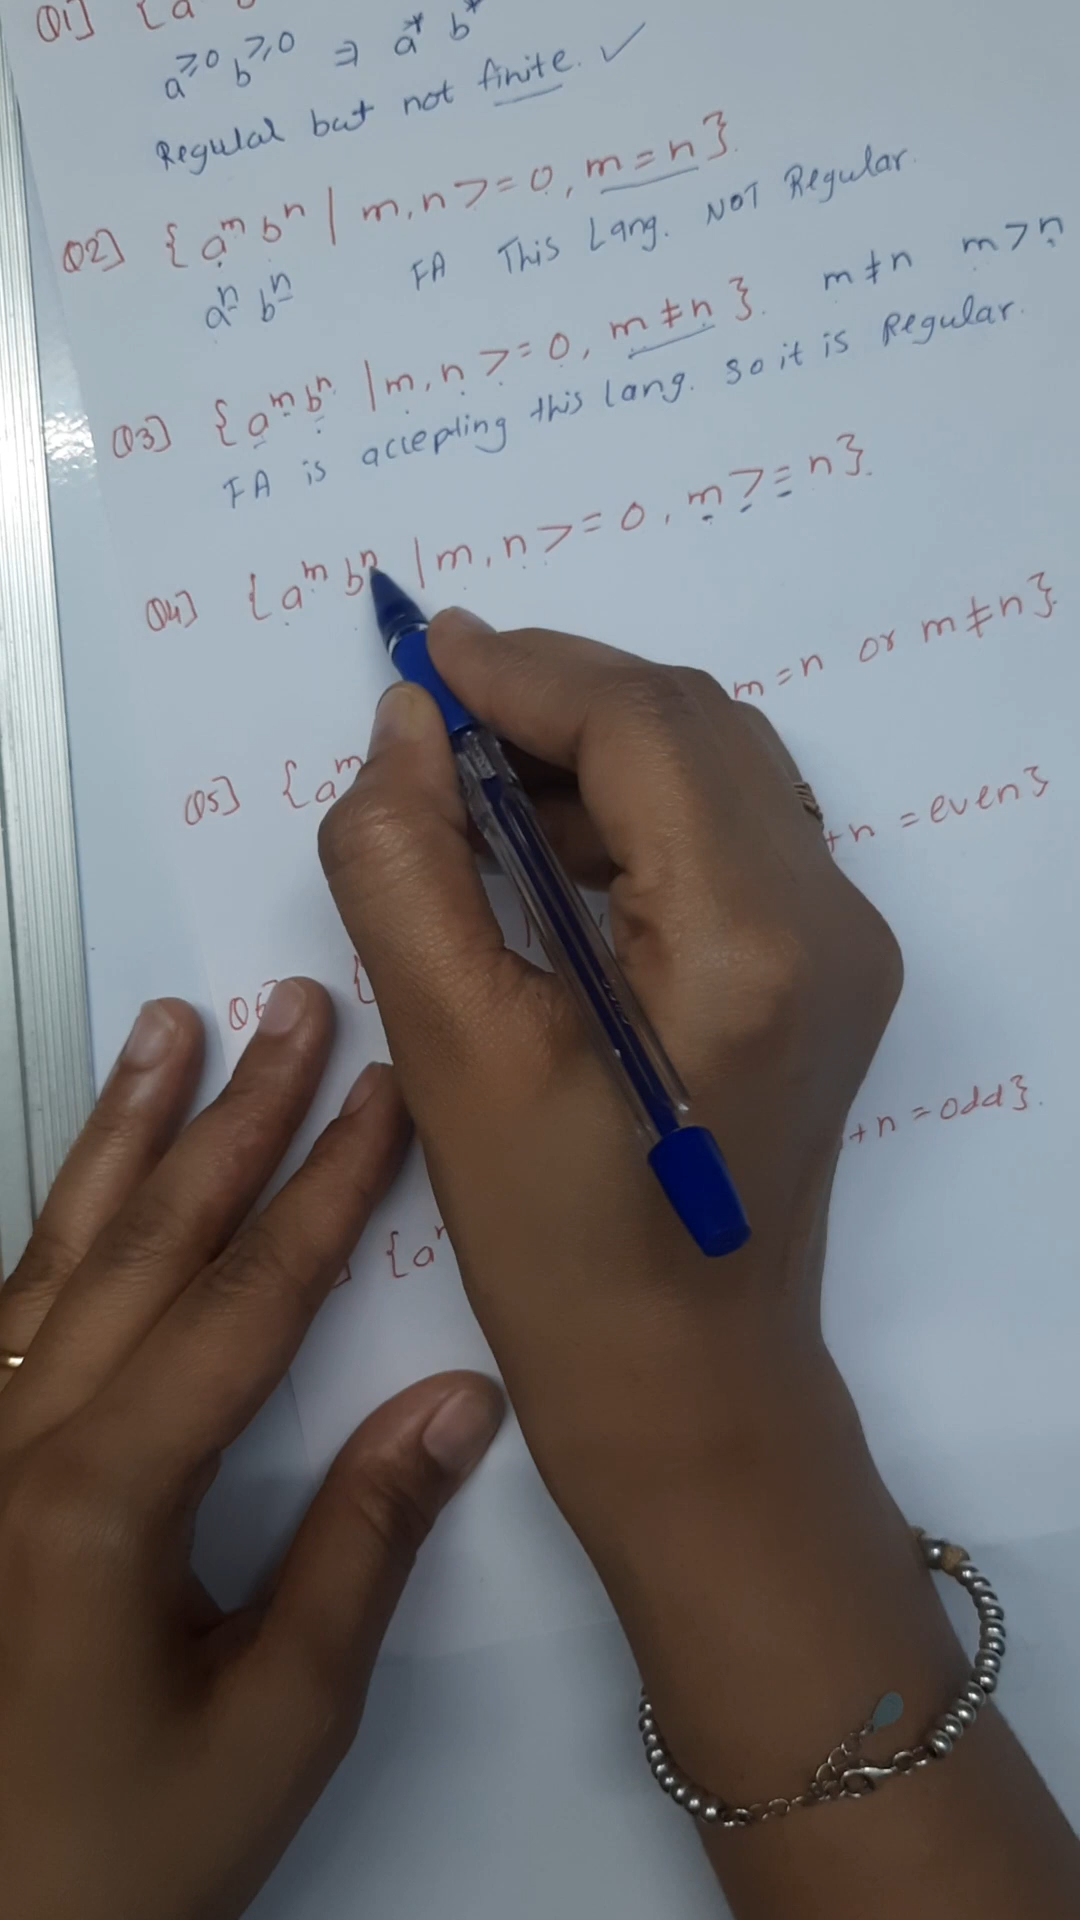 Q1] {a
a^≥0 b^≥0 ⇒ a* b*
Regular but not finite. ✓
Q2] {a^m b^n | m,n >= 0, m = n}.
a^n b^n FA This Lang. NOT Regular.
Q3] {a^m b^n | m,n >= 0, m ≠ n}. m ≠ n m > n
FA is accepting this lang. so it is Regular.
Q4] {a^m b^n | m,n >= 0, m >= n}.
Q5] {a^m m = n or m ≠ n}.
+n = even}
Q6] {
+n = odd}.
] {a